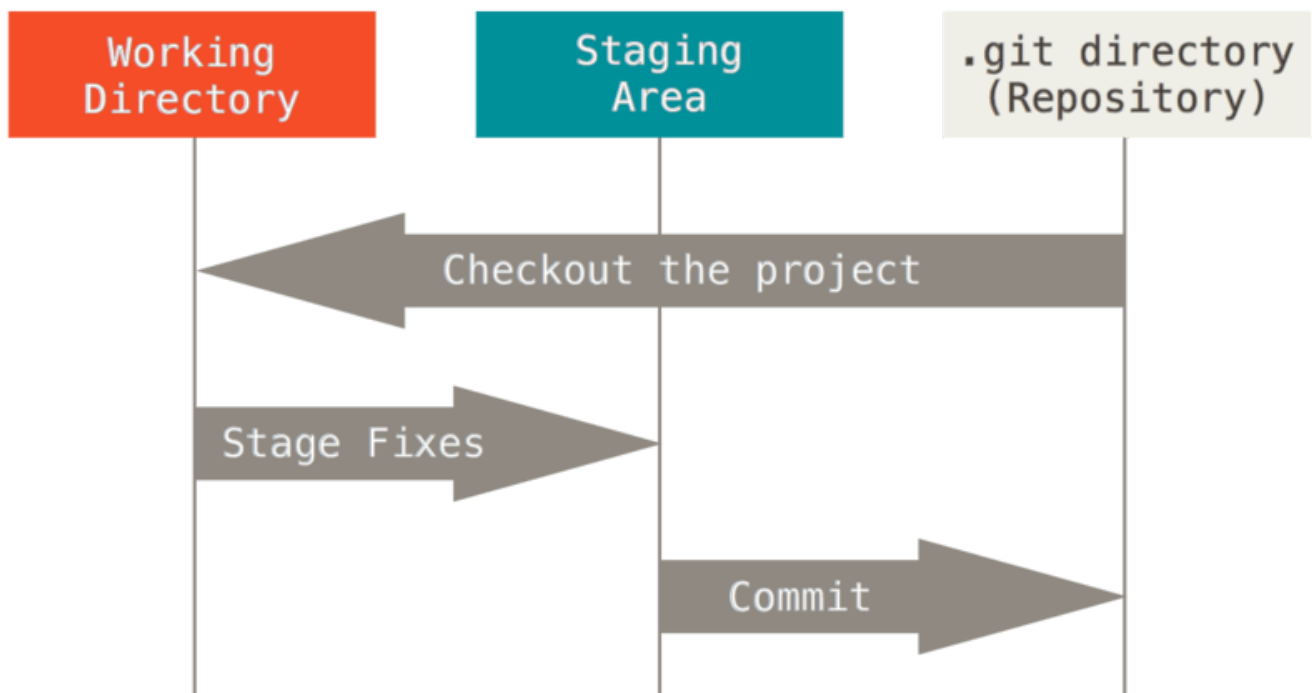 Working
Directory
Staging
Area
.git directory
(Repository)
Checkout the project
Stage Fixes
Commit